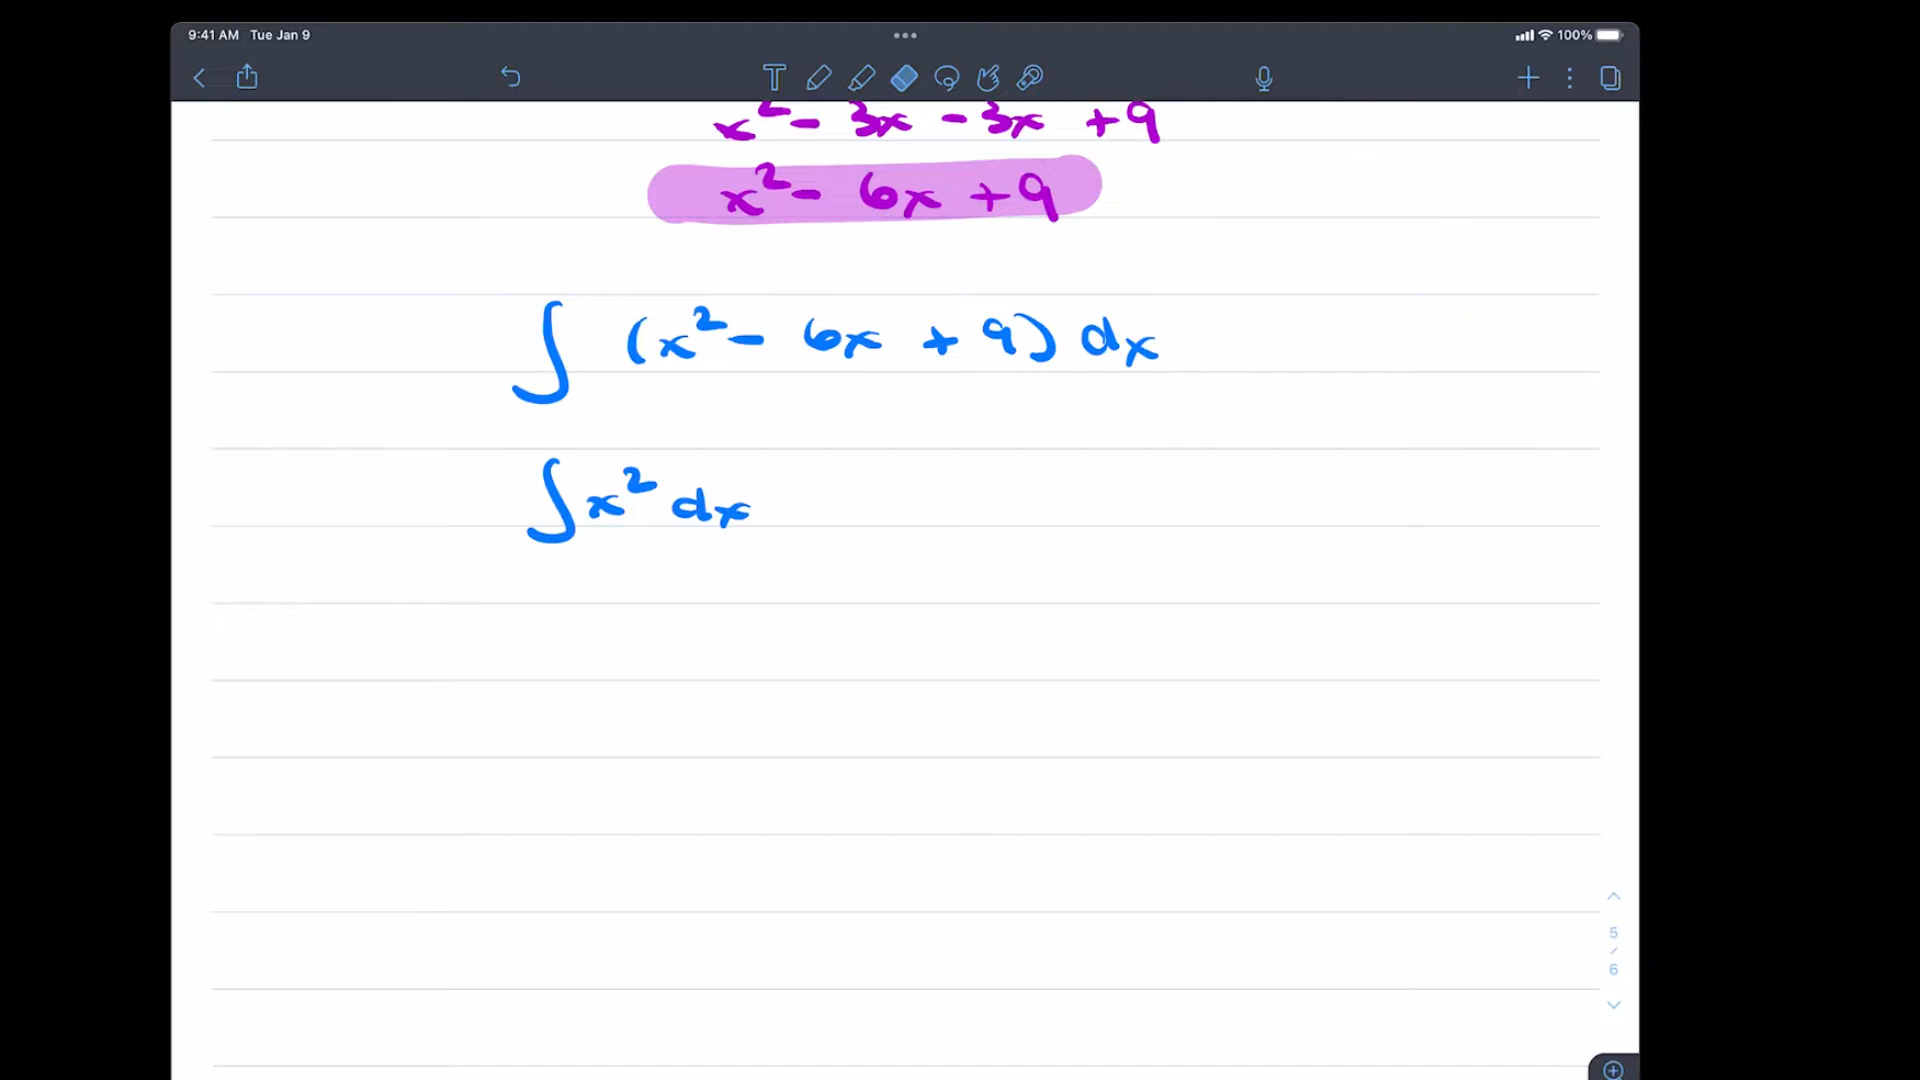 9:41 AM Tue Jan 9 100%
x² - 3x - 3x + 9
x² - 6x + 9
∫ (x² - 6x + 9) dx
∫ x² dx
5
/
6